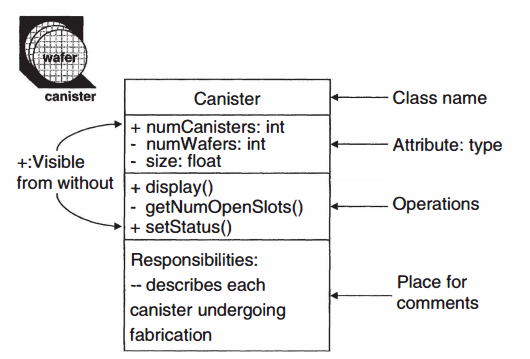 wafer
canister
Canister
+ numCanisters: int
- numWafers: int
- size: float
+ display()
- getNumOpenSlots()
+ setStatus()
Responsibilities:
-- describes each
canister undergoing
fabrication
+:Visible
from without
Class name
Attribute: type
Operations
Place for
comments